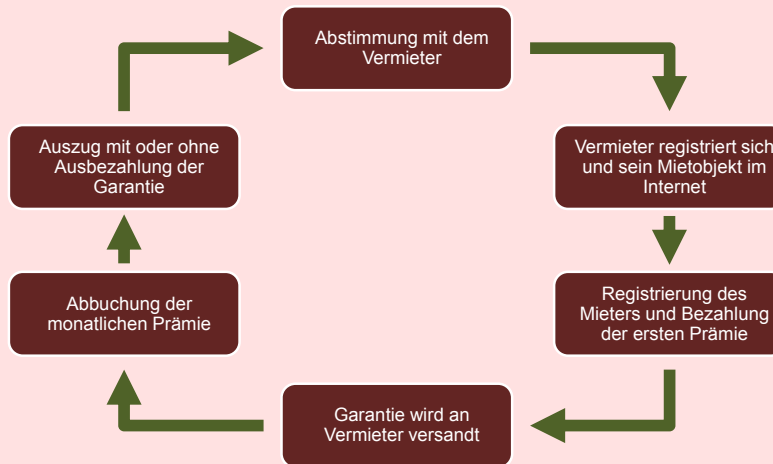 Abstimmung mit dem
Vermieter
Vermieter registriert sich
und sein Mietobjekt im
Internet
Registrierung des
Mieters und Bezahlung
der ersten Prämie
Garantie wird an
Vermieter versandt
Abbuchung der
monatlichen Prämie
Auszug mit oder ohne
Ausbezahlung der
Garantie